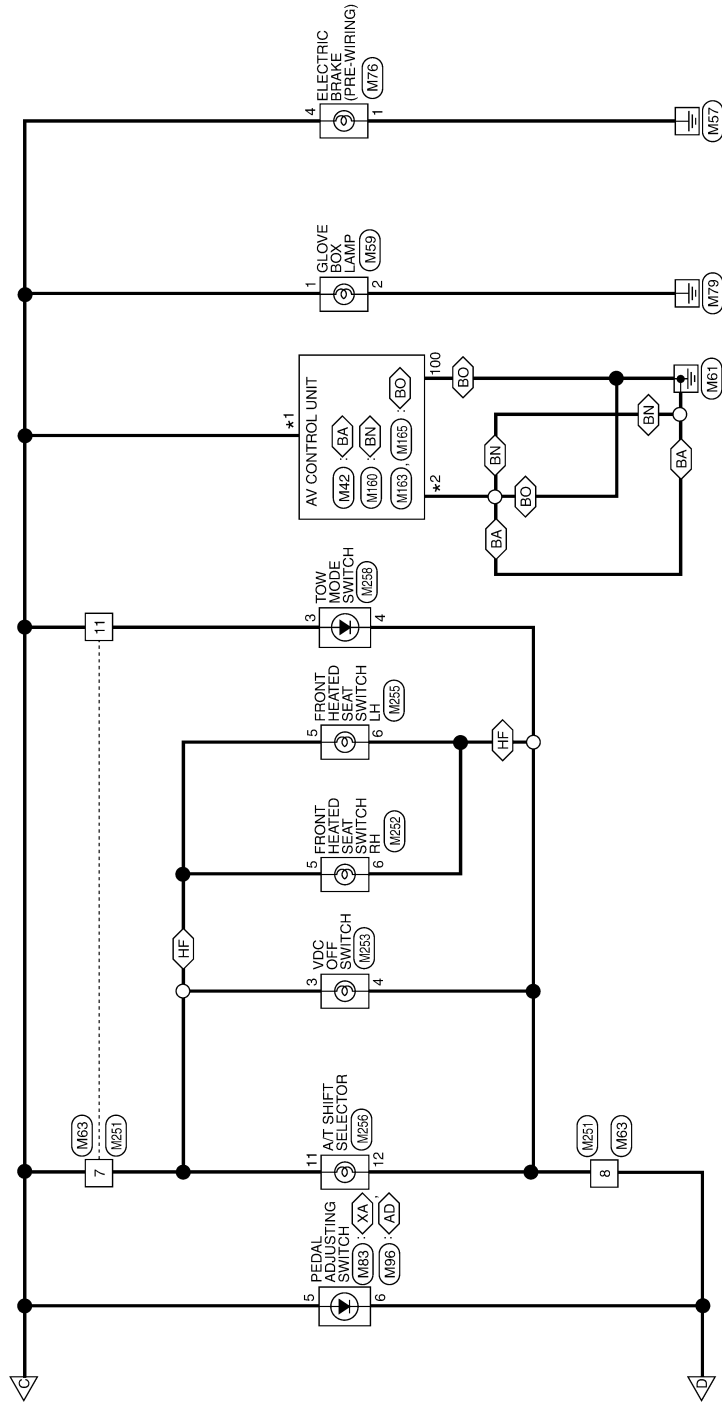 C
D
PEDAL
ADJUSTING
SWITCH
M83 : XA ,
M96 : AD
5
6
M63
M251
7
A/T SHIFT
SELECTOR
M256
11
12
8
M251
M63
HF
VDC
OFF
SWITCH
M253
3
4
FRONT
HEATED
SEAT
SWITCH
RH
M252
5
6
FRONT
HEATED
SEAT
SWITCH
LH
M255
5
6
HF
11
TOW
MODE
SWITCH
M258
3
4
*1
AV CONTROL UNIT
M42 : BA
M160 : BN
M163 , M165 : BO
*2
100
BA
BN
BO
BO
BN
BA
M61
GLOVE
BOX
LAMP
M59
1
2
M79
ELECTRIC
BRAKE
(PRE-WIRING)
M76
4
1
M57